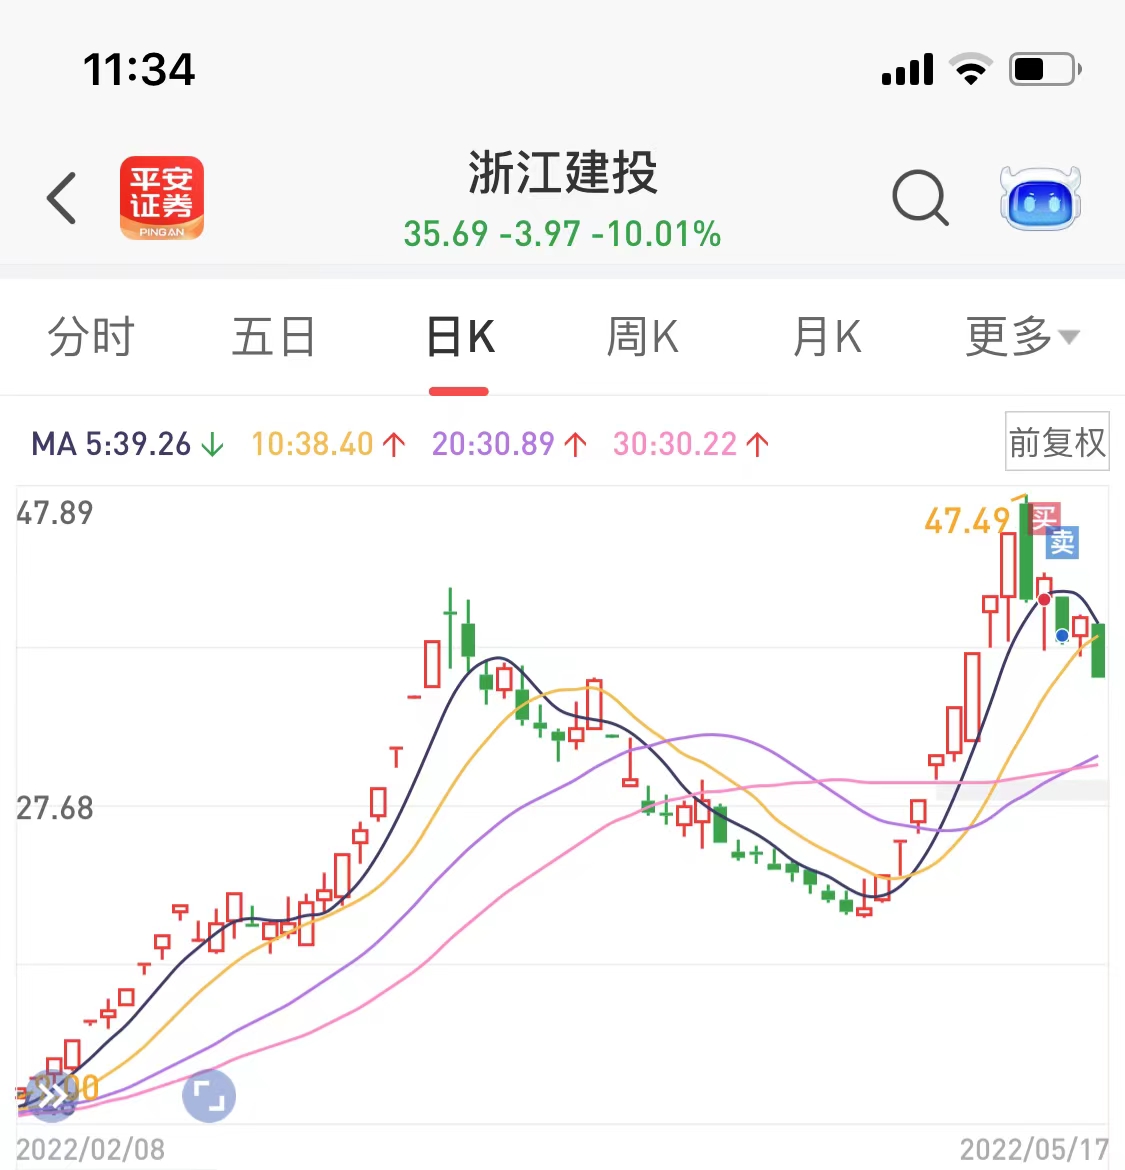 11:34
平安
证券
PINGAN
浙江建投
35.69 -3.97 -10.01%
分时 五日 日K 周K 月K 更多
MA 5:39.26 10:38.40 20:30.89 30:30.22 前复权
47.89
47.49 买
卖
27.68
2022/02/08 2022/05/17